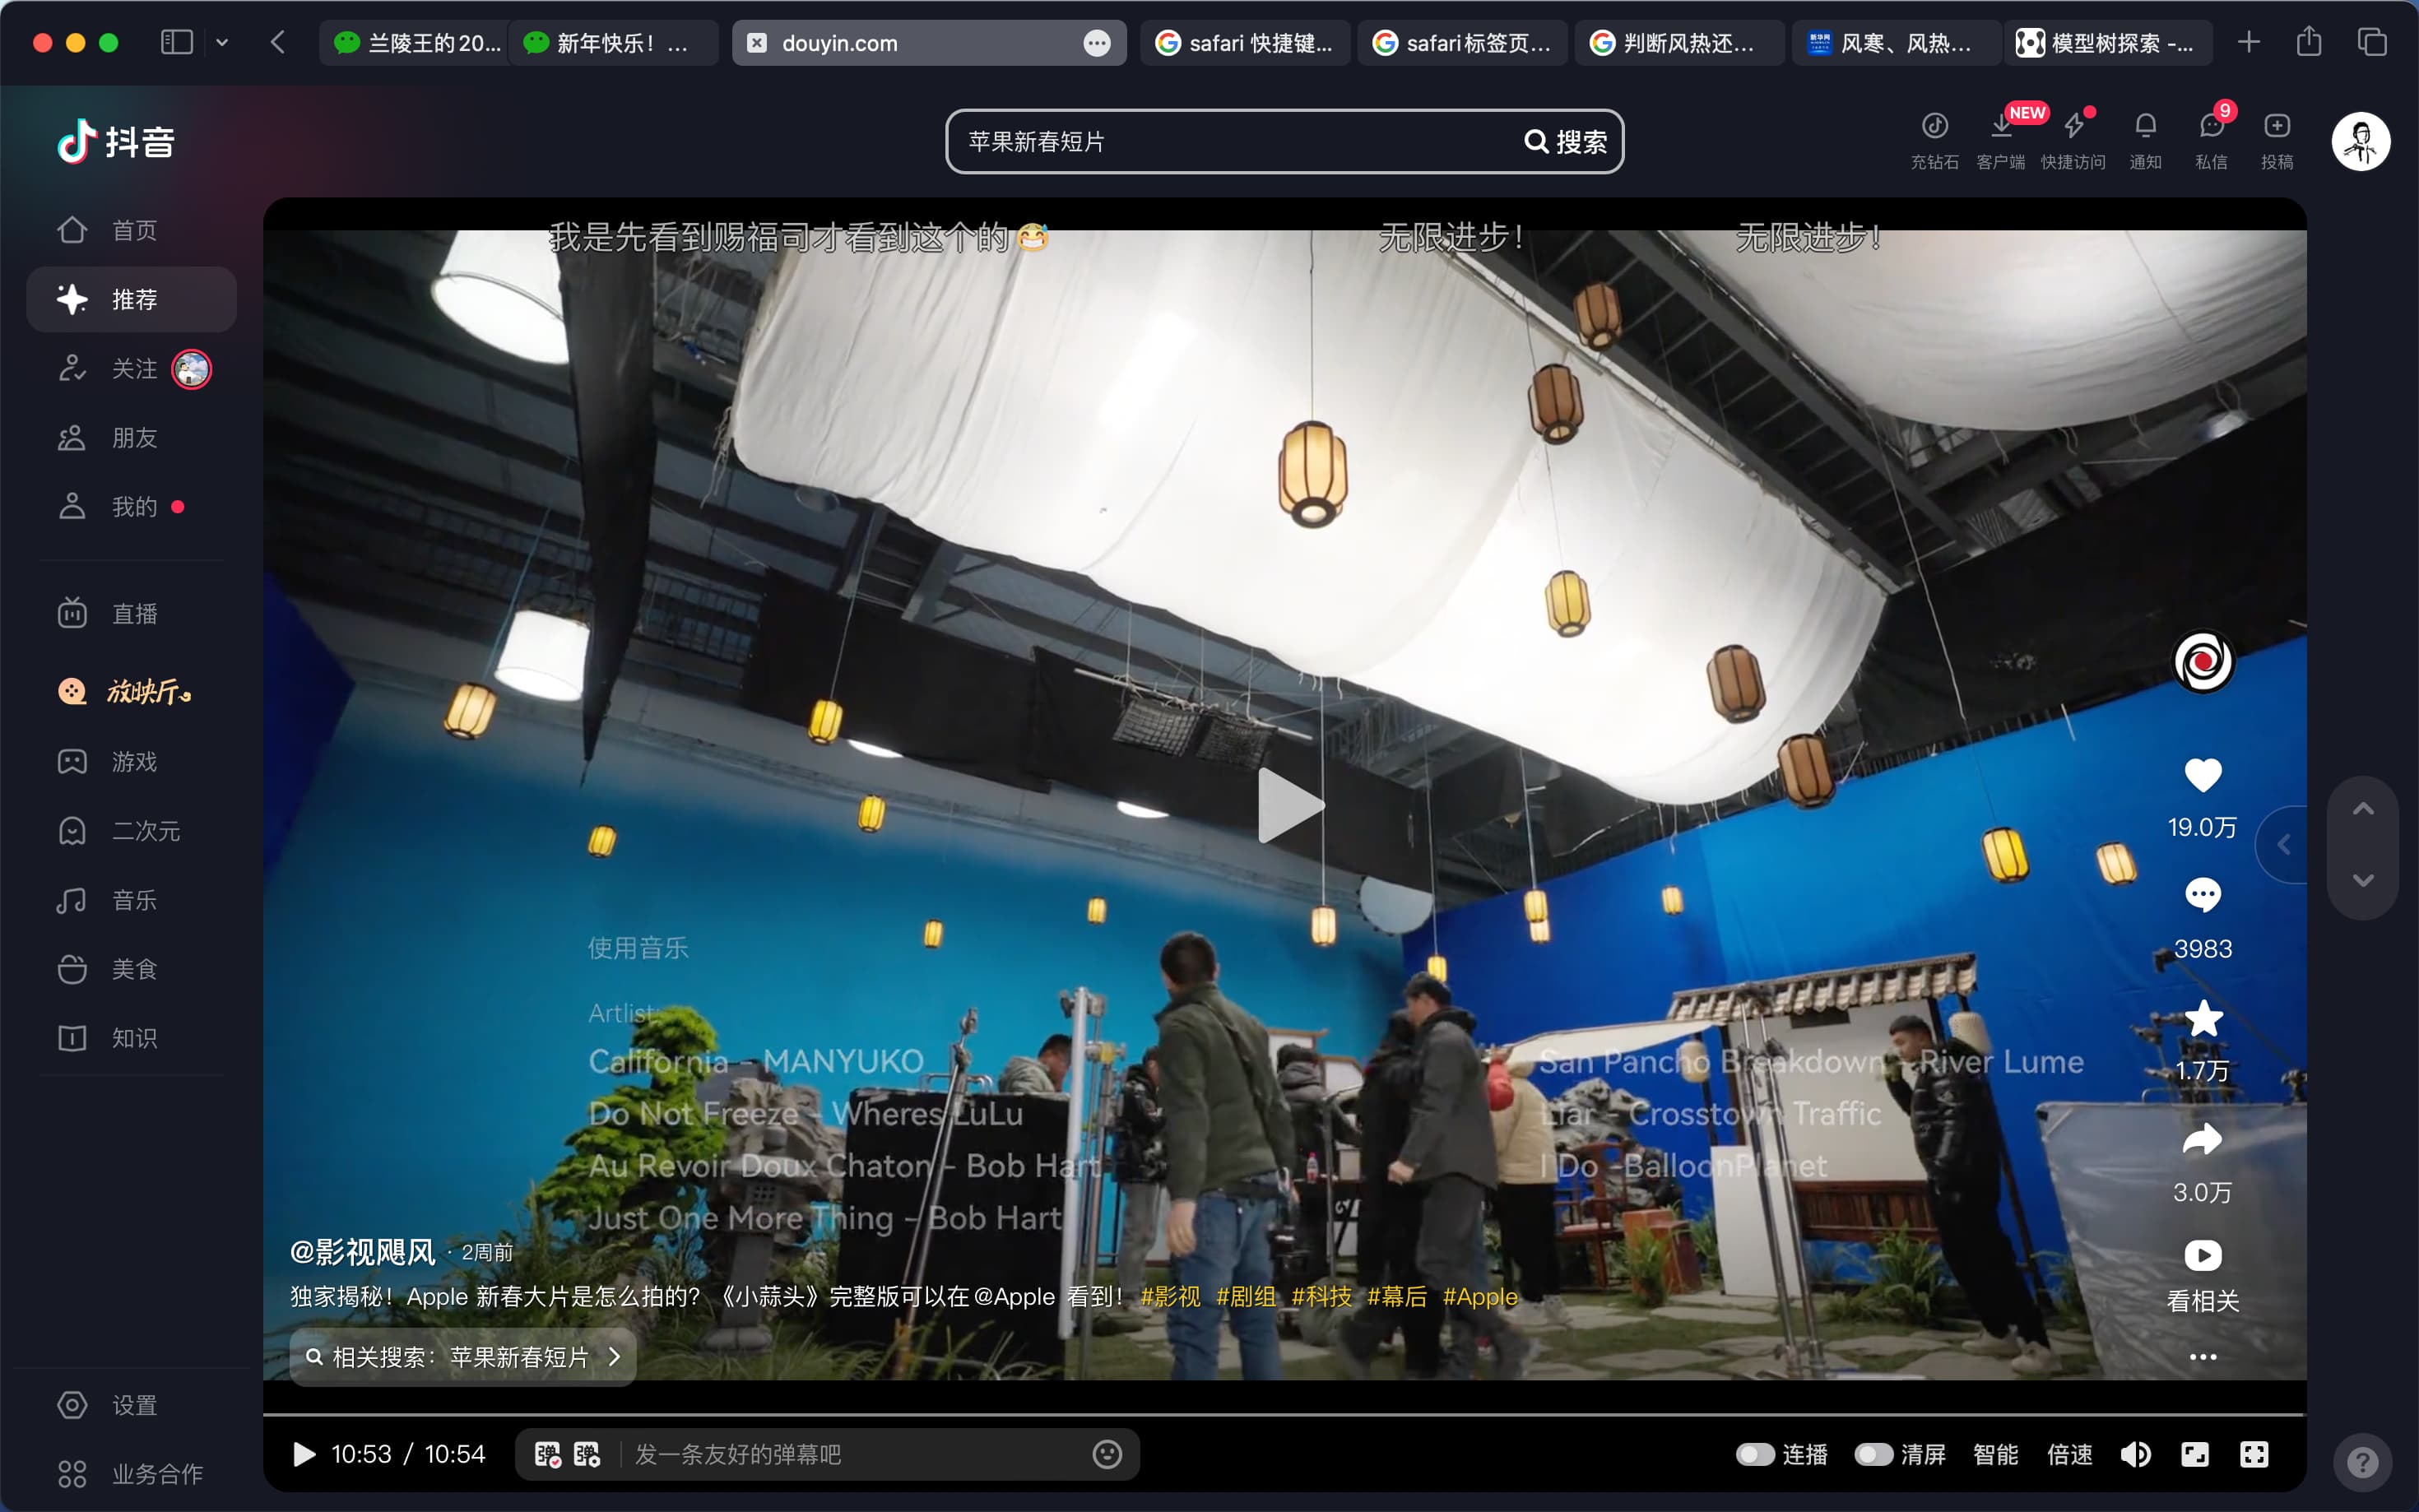 兰陵王的20...
新年快乐！...
douyin.com
safari 快捷键...
safari标签页...
判断风热还...
风寒、风热...
模型树探索 -...
抖音
苹果新春短片
搜索
充钻石
NEW
客户端
快捷访问
通知
9
私信
投稿
首页
推荐
关注
朋友
我的
直播
放映厅
游戏
二次元
音乐
美食
知识
设置
业务合作
我是先看到赐福司才看到这个的😅
无限进步！
无限进步！
使用音乐
Artlist:
California - MANYUKO
Do Not Freeze - Wheres LuLu
Au Revoir Doux Chaton - Bob Hart
Just One More Thing - Bob Hart
San Pancho Breakdown - River Lume
Liar - Crosstown Traffic
I Do -BalloonPlanet
19.0万
3983
1.7万
3.0万
看相关
@影视飓风 · 2周前
独家揭秘！Apple 新春大片是怎么拍的？《小蒜头》完整版可以在@Apple 看到！ #影视 #剧组 #科技 #幕后 #Apple
相关搜索：苹果新春短片
10:53 / 10:54
弹 弹
发一条友好的弹幕吧
连播
清屏
智能
倍速